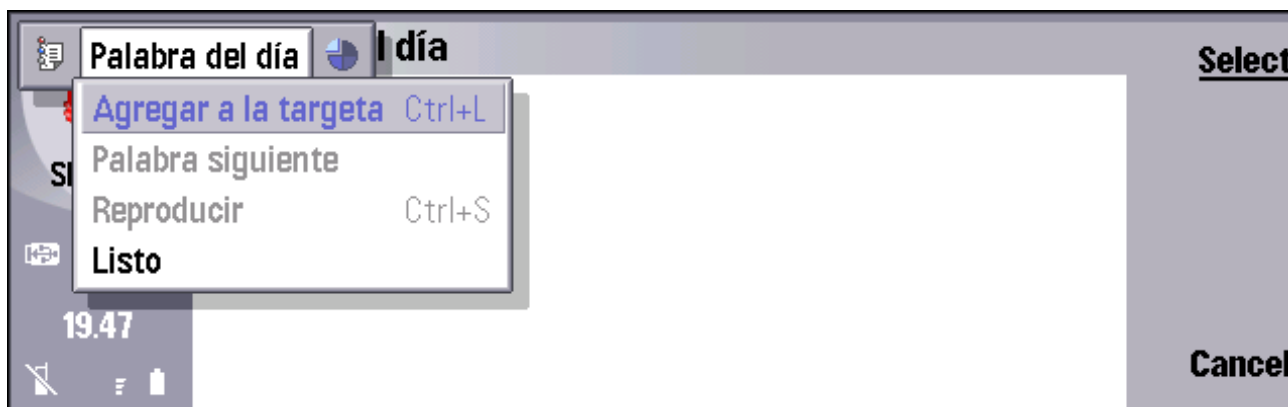 Palabra del día
l día
Agregar a la targeta Ctrl+L
Palabra siguiente
Reproducir Ctrl+S
Listo
19.47
Select
Cancel